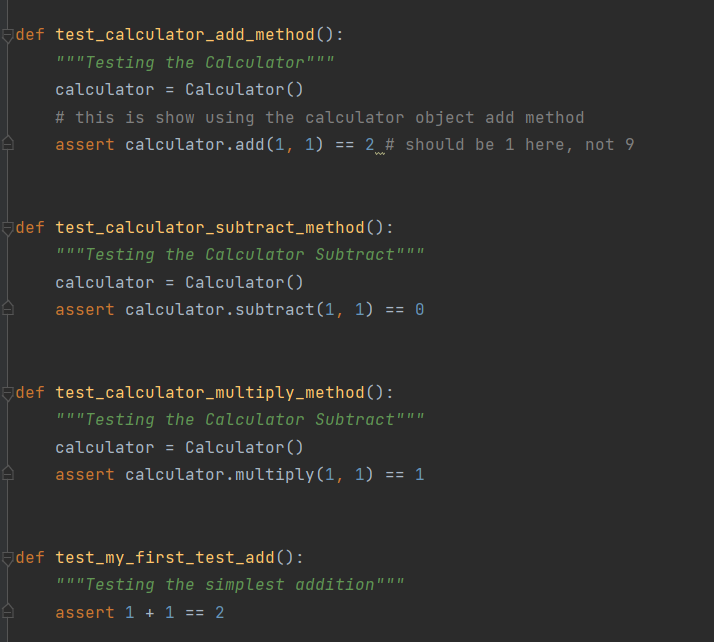 def test_calculator_add_method():
    """Testing the Calculator"""
    calculator = Calculator()
    # this is show using the calculator object add method
    assert calculator.add(1, 1) == 2 # should be 1 here, not 9
def test_calculator_subtract_method():
    """Testing the Calculator Subtract"""
    calculator = Calculator()
    assert calculator.subtract(1, 1) == 0
def test_calculator_multiply_method():
    """Testing the Calculator Subtract"""
    calculator = Calculator()
    assert calculator.multiply(1, 1) == 1
def test_my_first_test_add():
    """Testing the simplest addition"""
    assert 1 + 1 == 2